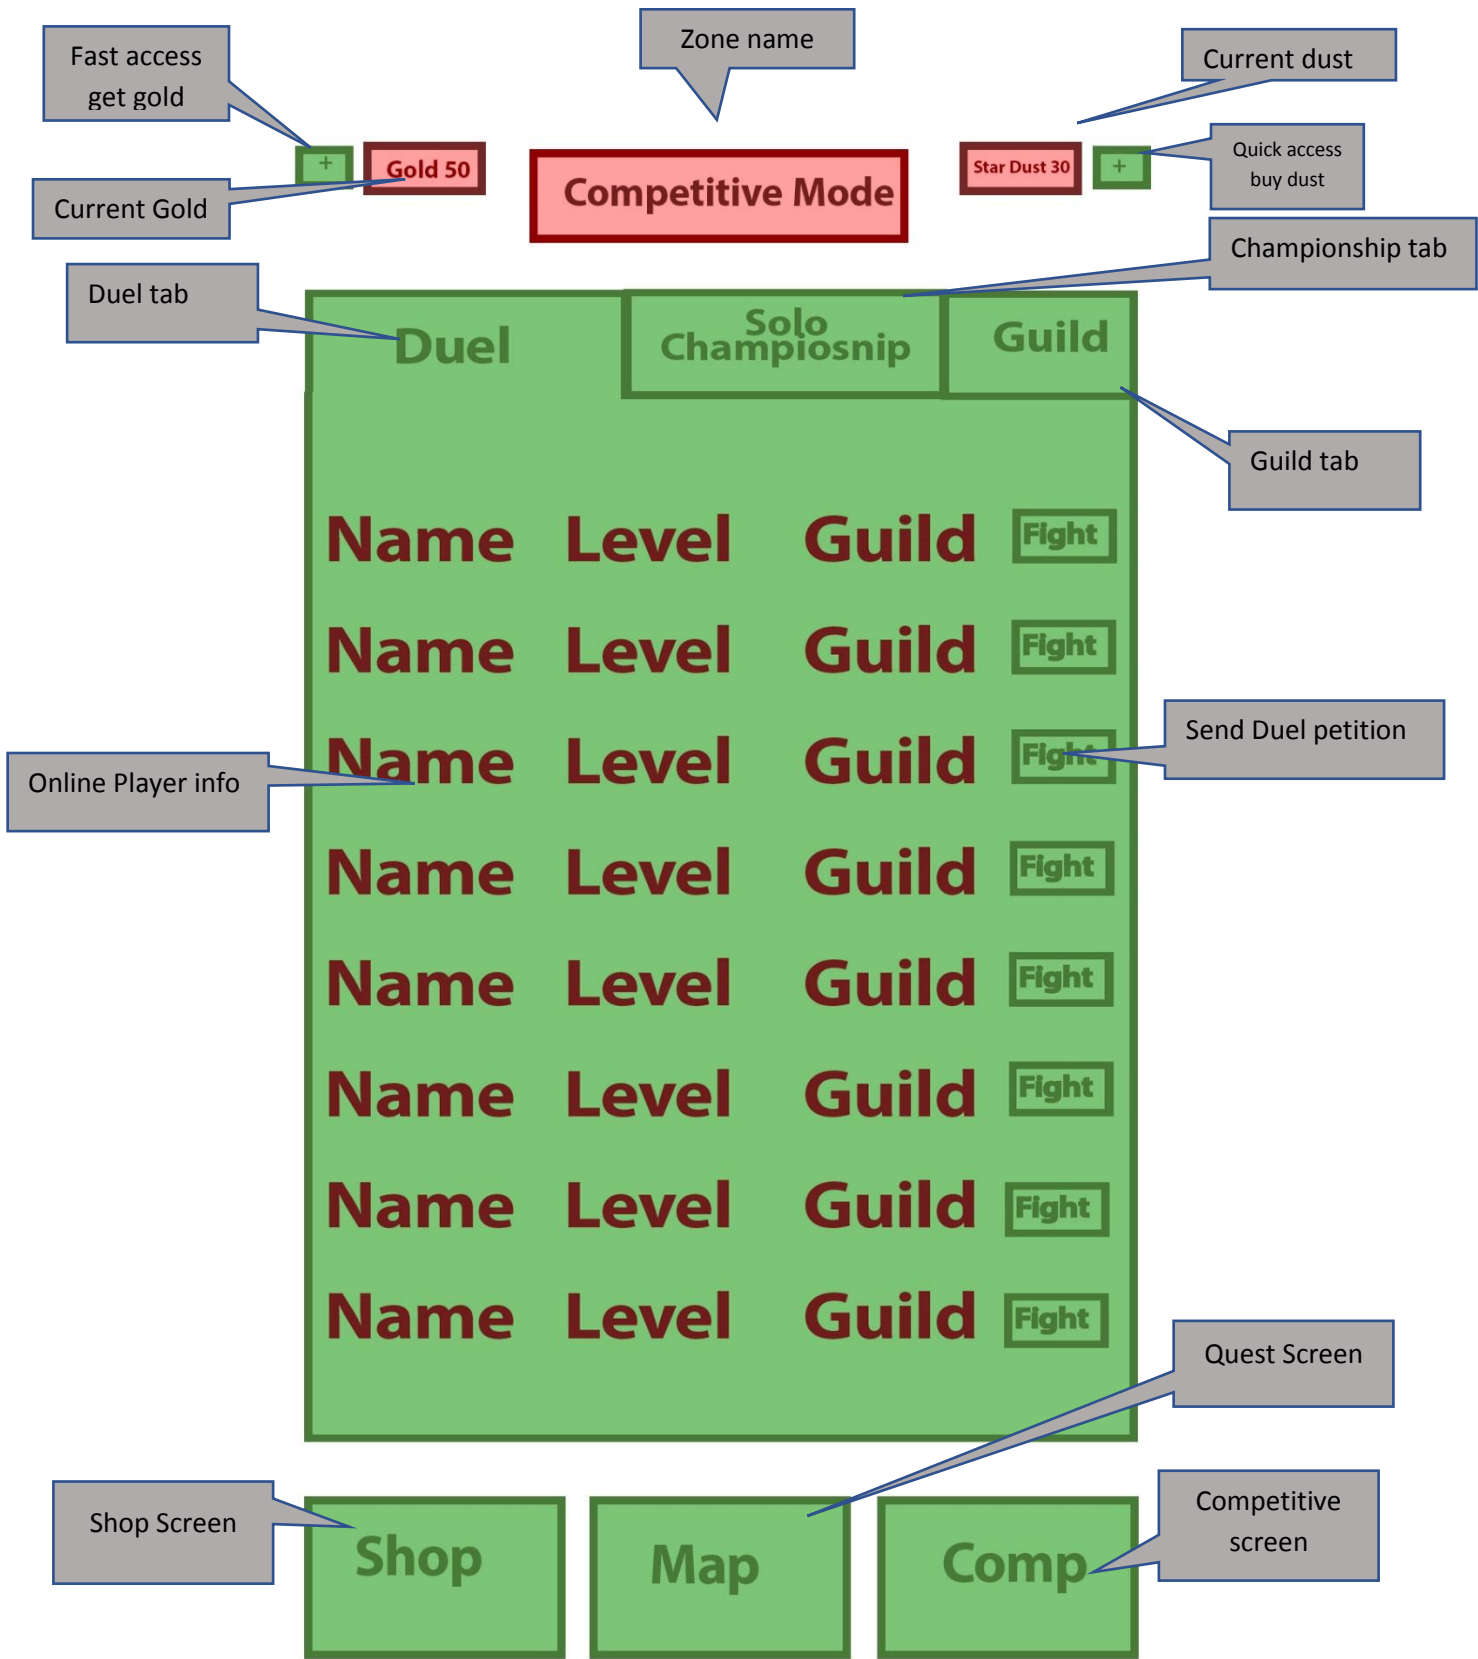 Zone name
Fast access
get gold
Current dust
+
Gold 50
Competitive Mode
Star Dust 30
+
Quick access
buy dust
Current Gold
Championship tab
Duel tab
Duel
Solo
Champiosnip
Guild
Guild tab
Name Level Guild Fight
Name Level Guild Fight
Name Level Guild Fight
Send Duel petition
Online Player info
Name Level Guild Fight
Name Level Guild Fight
Name Level Guild Fight
Name Level Guild Fight
Name Level Guild Fight
Quest Screen
Shop Screen
Shop
Map
Comp
Competitive
screen